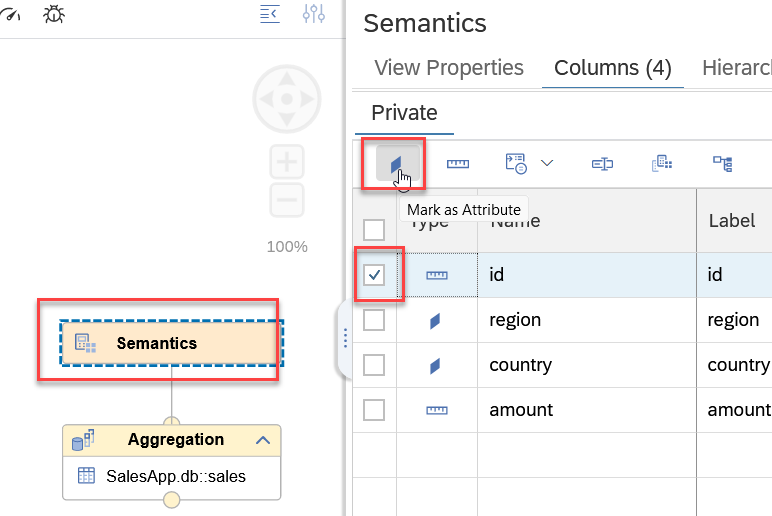 Semantics
View Properties
Columns (4)
Hierarch
Private
Mark as Attribute
Type
Name
Label
100%
id
id
region
region
country
country
amount
amount
Semantics
Aggregation
SalesApp.db::sales